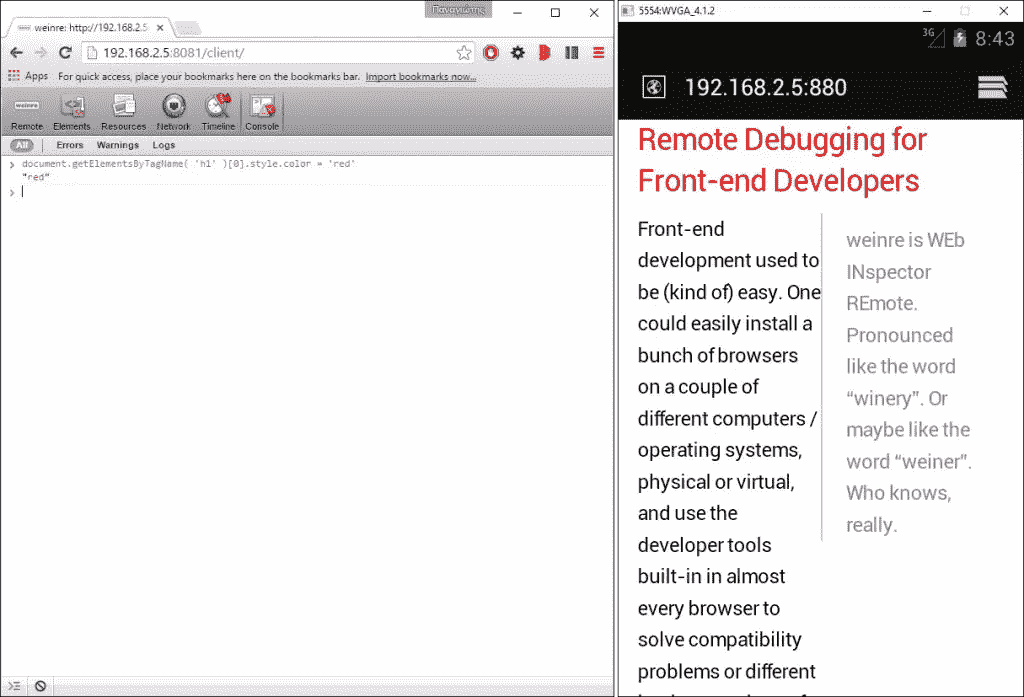 Παναγιώτης
weinre: http://192.168.2.5
192.168.2.5:8081/client/
Apps For quick access, place your bookmarks here on the bookmarks bar. Import bookmarks now...
weinre
Remote Elements Resources Network Timeline Console
All Errors Warnings Logs
document.getElementsByTagName( 'h1' )[0].style.color = 'red'
"red"
5554:WVGA_4.1.2
3G 8:43
192.168.2.5:880
Remote Debugging for
Front-end Developers
Front-end
development used to
be (kind of) easy. One
could easily install a
bunch of browsers
on a couple of
different computers /
operating systems,
physical or virtual,
and use the
developer tools
built-in in almost
every browser to
solve compatibility
problems or different
weinre is WEb
INspector
REmote.
Pronounced
like the word
“winery”. Or
maybe like the
word “weiner”.
Who knows,
really.